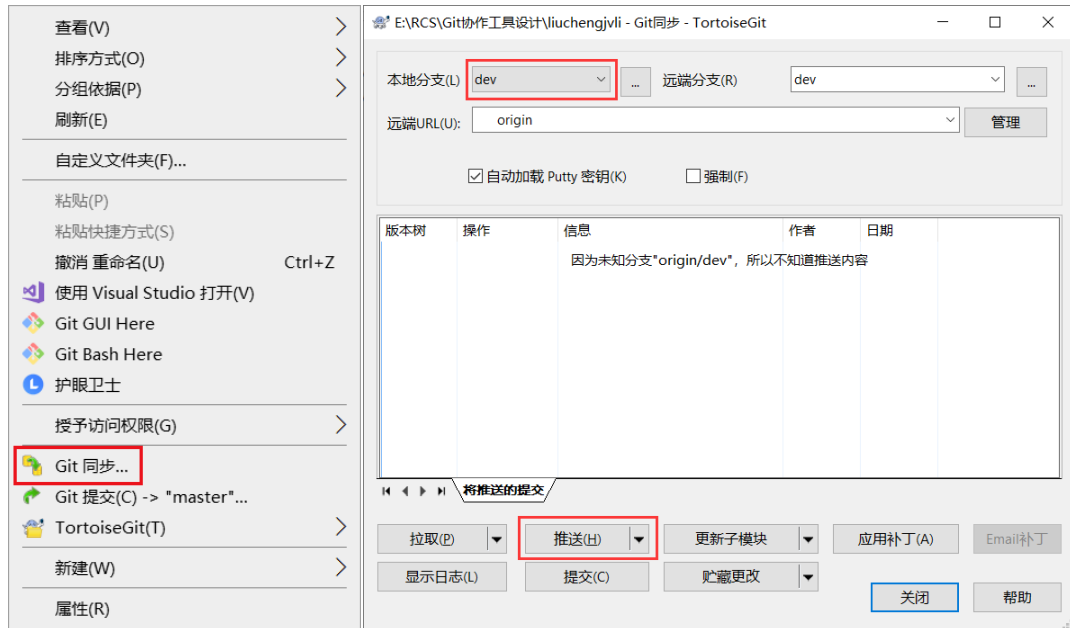 查看(V)
排序方式(O)
分组依据(P)
刷新(E)
自定义文件夹(F)...
粘贴(P)
粘贴快捷方式(S)
撤消 重命名(U) Ctrl+Z
使用 Visual Studio 打开(V)
Git GUI Here
Git Bash Here
护眼卫士
授予访问权限(G)
Git 同步...
Git 提交(C) -> "master"...
TortoiseGit(T)
新建(W)
属性(R)
E:\RCS\Git协作工具设计\liuchengjvli - Git同步 - TortoiseGit
本地分支(L) dev ... 远端分支(R) dev ...
远端URL(U): origin 管理
自动加载 Putty 密钥(K) 强制(F)
版本树 操作 信息 作者 日期
因为未知分支"origin/dev"，所以不知道推送内容
将推送的提交
拉取(P) 推送(H) 更新子模块 应用补丁(A) Email补丁
显示日志(L) 提交(C) 贮藏更改
关闭 帮助